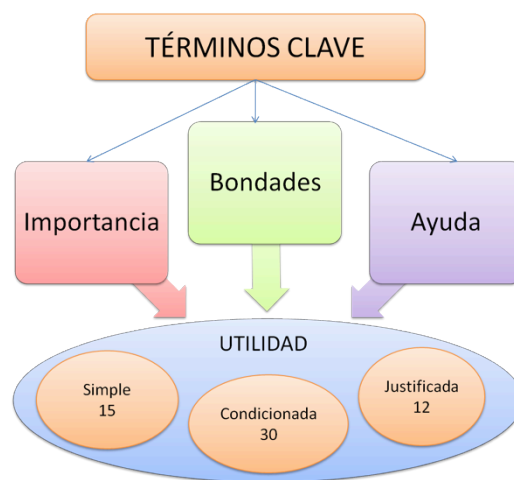 TÉRMINOS CLAVE
Importancia
Bondades
Ayuda
UTILIDAD
Simple
15
Condicionada
30
Justificada
12